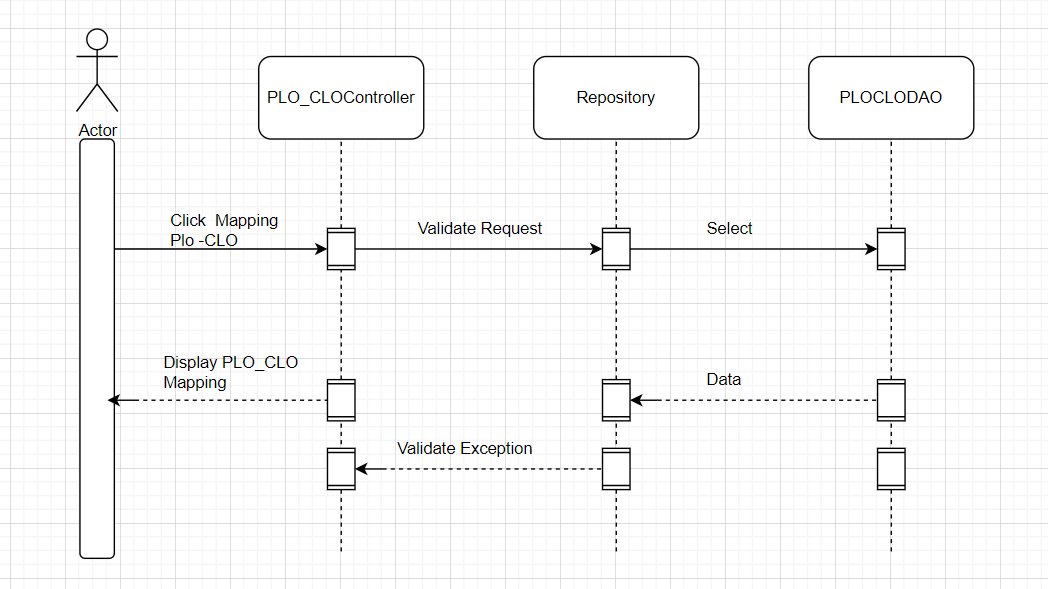 Actor
PLO_CLOController
Repository
PLOCLODAO
Click  Mapping
Plo -CLO
Validate Request
Select
Display PLO_CLO
Mapping
Data
Validate Exception